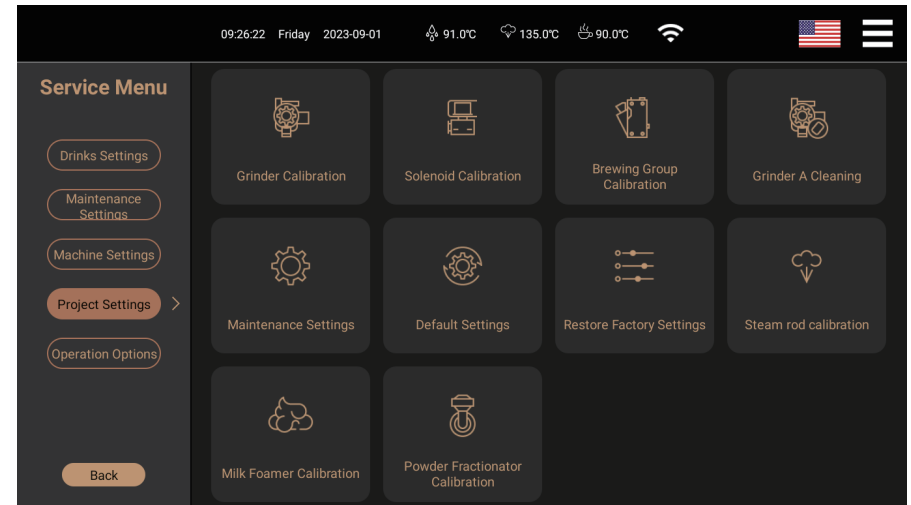 09:26:22 Friday 2023-09-01 91.0℃ 135.0℃ 90.0℃
Service Menu
Drinks Settings
Maintenance
Settings
Machine Settings
Project Settings
Operation Options
Back
Grinder Calibration
Solenoid Calibration
Brewing Group
Calibration
Grinder A Cleaning
Maintenance Settings
Default Settings
Restore Factory Settings
Steam rod calibration
Milk Foamer Calibration
Powder Fractionator
Calibration